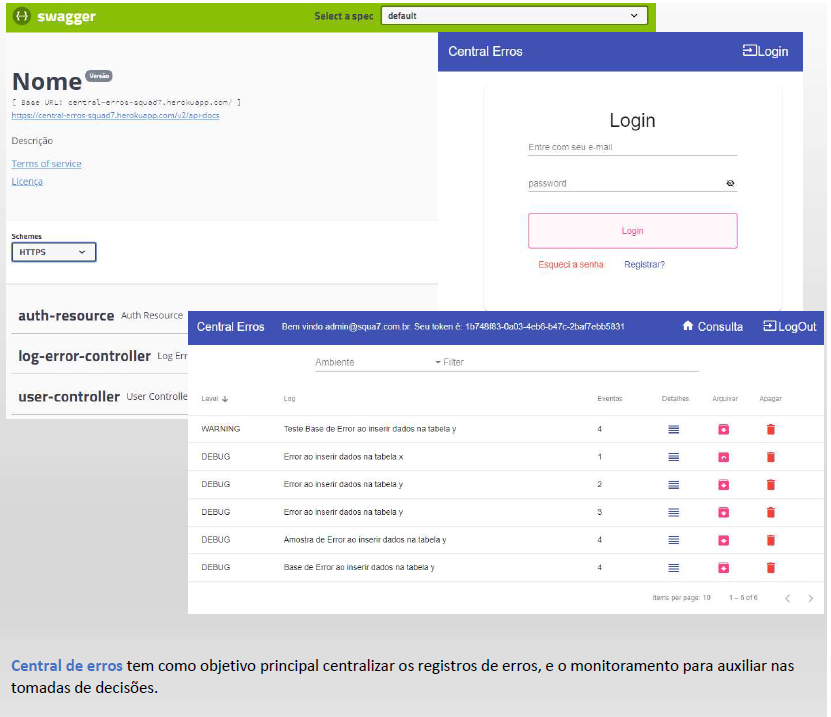 swagger
Select a spec
default
Nome Versão
[ Base URL: central-erros-squad7.herokuapp.com/ ]
https://central-erros-squad7.herokuapp.com/v2/api-docs
Descrição
Terms of service
Licença
Schemes
HTTPS
auth-resource Auth Resource
log-error-controller Log Err
user-controller User Controlle
Central Erros
Login
Login
Entre com seu e-mail
password
Login
Esqueci a senha Registrar?
Central Erros Bem vindo admin@squa7.com.br. Seu token é: 1b748f83-0a03-4eb6-b47c-2baf7ebb5831 Consulta LogOut
Ambiente Filter
Level Log Eventos Detalhes Arquivar Apagar
WARNING Teste Base de Error ao inserir dados na tabela y 4
DEBUG Error ao inserir dados na tabela x 1
DEBUG Error ao inserir dados na tabela y 2
DEBUG Error ao inserir dados na tabela y 3
DEBUG Amostra de Error ao inserir dados na tabela y 4
DEBUG Base de Error ao inserir dados na tabela y 4
Items per page: 10 1 – 6 of 6
Central de erros tem como objetivo principal centralizar os registros de erros, e o monitoramento para auxiliar nas
tomadas de decisões.